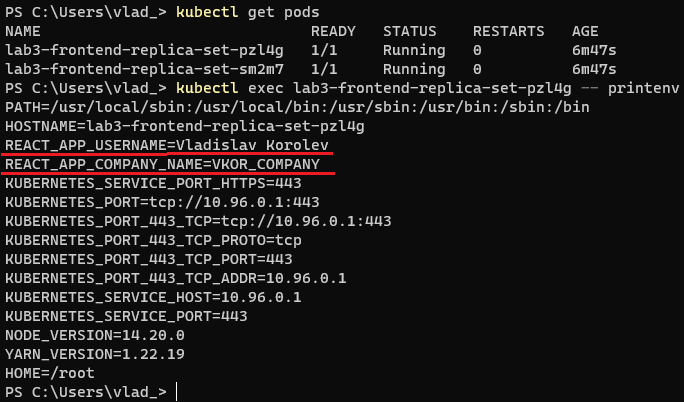 PS C:\Users\vlad_> kubectl get pods
NAME READY STATUS RESTARTS AGE
lab3-frontend-replica-set-pzl4g 1/1 Running 0 6m47s
lab3-frontend-replica-set-sm2m7 1/1 Running 0 6m47s
PS C:\Users\vlad_> kubectl exec lab3-frontend-replica-set-pzl4g -- printenv
PATH=/usr/local/sbin:/usr/local/bin:/usr/sbin:/usr/bin:/sbin:/bin
HOSTNAME=lab3-frontend-replica-set-pzl4g
REACT_APP_USERNAME=Vladislav Korolev
REACT_APP_COMPANY_NAME=VKOR_COMPANY
KUBERNETES_SERVICE_PORT_HTTPS=443
KUBERNETES_PORT=tcp://10.96.0.1:443
KUBERNETES_PORT_443_TCP=tcp://10.96.0.1:443
KUBERNETES_PORT_443_TCP_PROTO=tcp
KUBERNETES_PORT_443_TCP_PORT=443
KUBERNETES_PORT_443_TCP_ADDR=10.96.0.1
KUBERNETES_SERVICE_HOST=10.96.0.1
KUBERNETES_SERVICE_PORT=443
NODE_VERSION=14.20.0
YARN_VERSION=1.22.19
HOME=/root
PS C:\Users\vlad_>